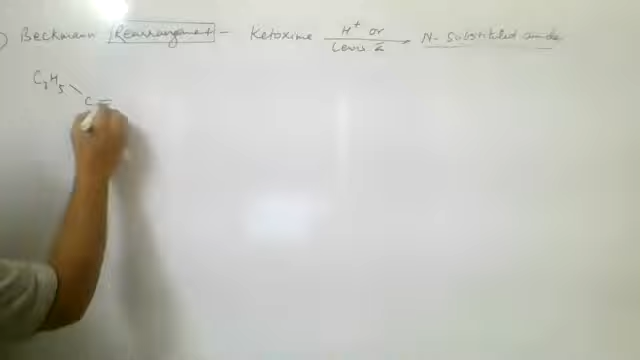 ) Beckmann Rearrangement - Ketoxime H+ or Lewis a N- Substituted amide
C2H5
C =